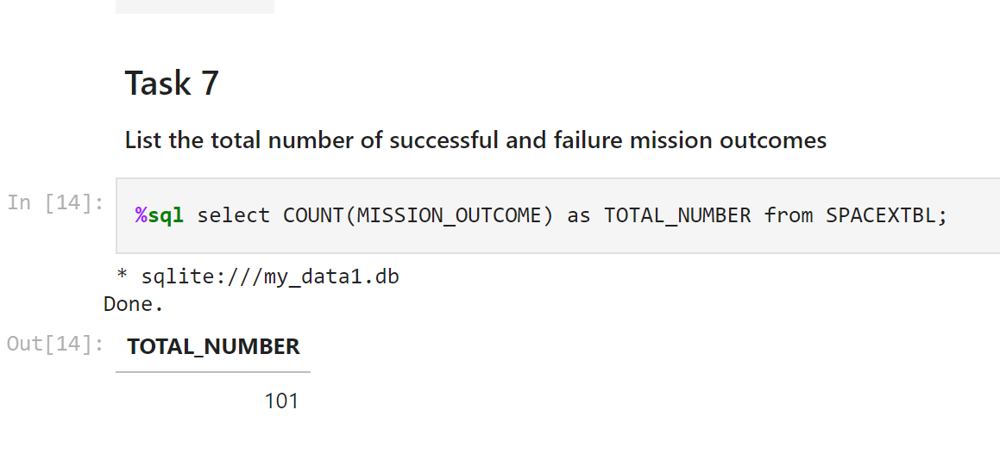 Task 7
List the total number of successful and failure mission outcomes
In [14]: %sql select COUNT(MISSION_OUTCOME) as TOTAL_NUMBER from SPACEXTBL;
* sqlite:///my_data1.db
Done.
Out[14]: TOTAL_NUMBER
101